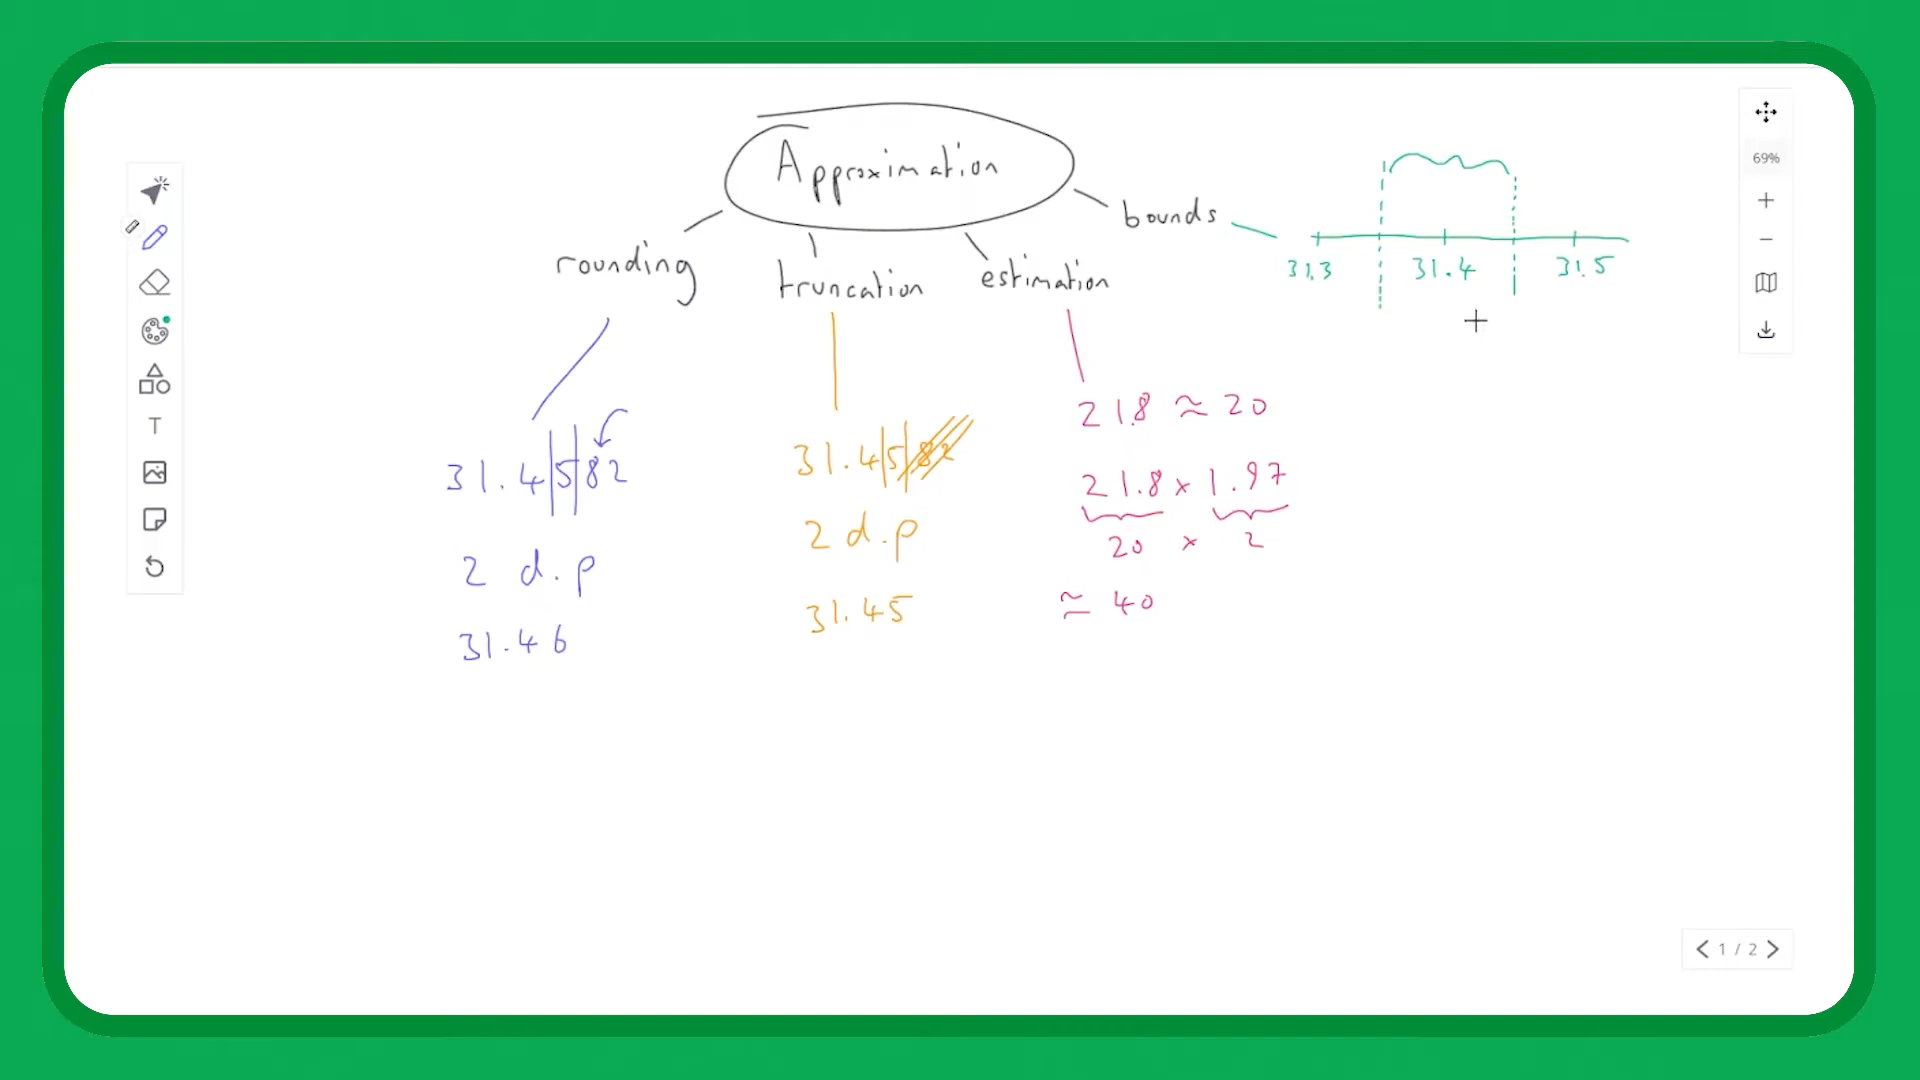 Approximation
bounds
rounding
truncation
estimation
31.3 31.4 31.5
31.4|5|82
2 d.p
31.46
31.4|5|82
2 d.p
31.45
21.8 ≈ 20
21.8 × 1.97
20 × 2
≃ 40
69%
T
1 / 2